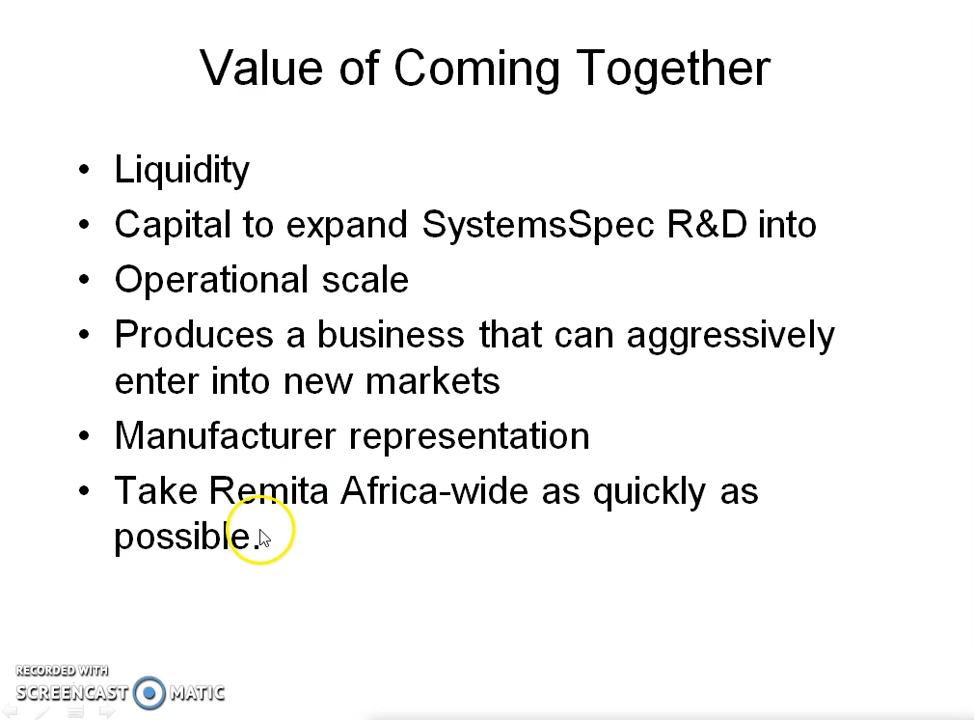 Value of Coming Together
• Liquidity
• Capital to expand SystemsSpec R&D into
• Operational scale
• Produces a business that can aggressively
enter into new markets
• Manufacturer representation
• Take Remita Africa-wide as quickly as
possible.
RECORDED WITH
SCREENCAST MATIC